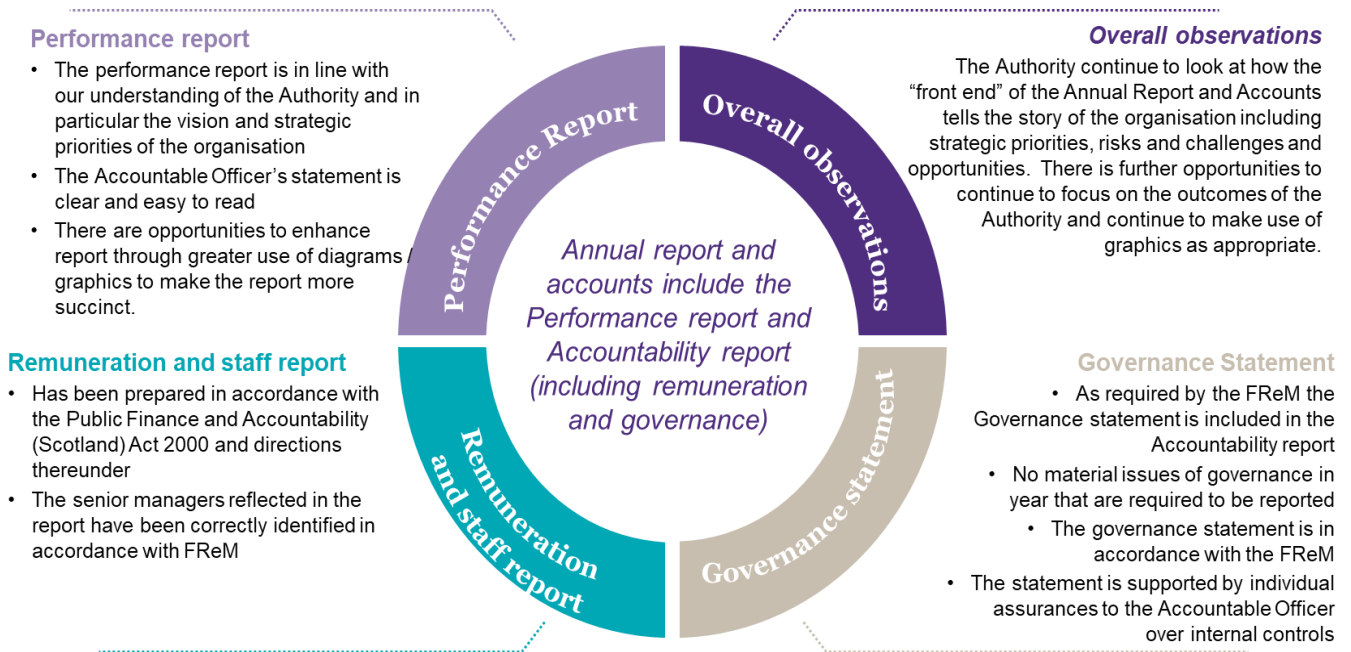 Performance report
• The performance report is in line with
our understanding of the Authority and in
particular the vision and strategic
priorities of the organisation
• The Accountable Officer's statement is
clear and easy to read
• There are opportunities to enhance
report through greater use of diagrams /
graphics to make the report more
succinct.
Overall observations
The Authority continue to look at how the
“front end” of the Annual Report and Accounts
tells the story of the organisation including
strategic priorities, risks and challenges and
opportunities.  There is further opportunities to
continue to focus on the outcomes of the
Authority and continue to make use of
graphics as appropriate.
Performance Report
Overall observations
Annual report and
accounts include the
Performance report and
Accountability report
(including remuneration
and governance)
Remuneration
and staff report
Governance statement
Remuneration and staff report
• Has been prepared in accordance with
the Public Finance and Accountability
(Scotland) Act 2000 and directions
thereunder
• The senior managers reflected in the
report have been correctly identified in
accordance with FReM
Governance Statement
• As required by the FReM the
Governance statement is included in the
Accountability report
• No material issues of governance in
year that are required to be reported
• The governance statement is in
accordance with the FReM
• The statement is supported by individual
assurances to the Accountable Officer
over internal controls